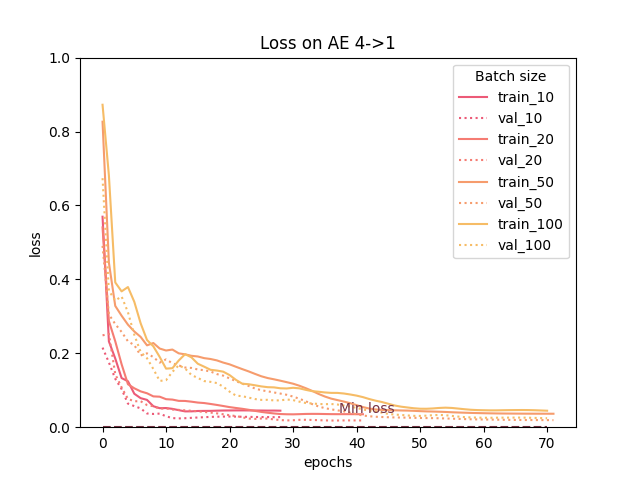 Loss on AE 4->1
1.0
0.8
0.6
0.4
0.2
0.0
loss
Batch size
train_10
val_10
train_20
val_20
train_50
val_50
train_100
val_100
Min loss
0 10 20 30 40 50 60 70
epochs